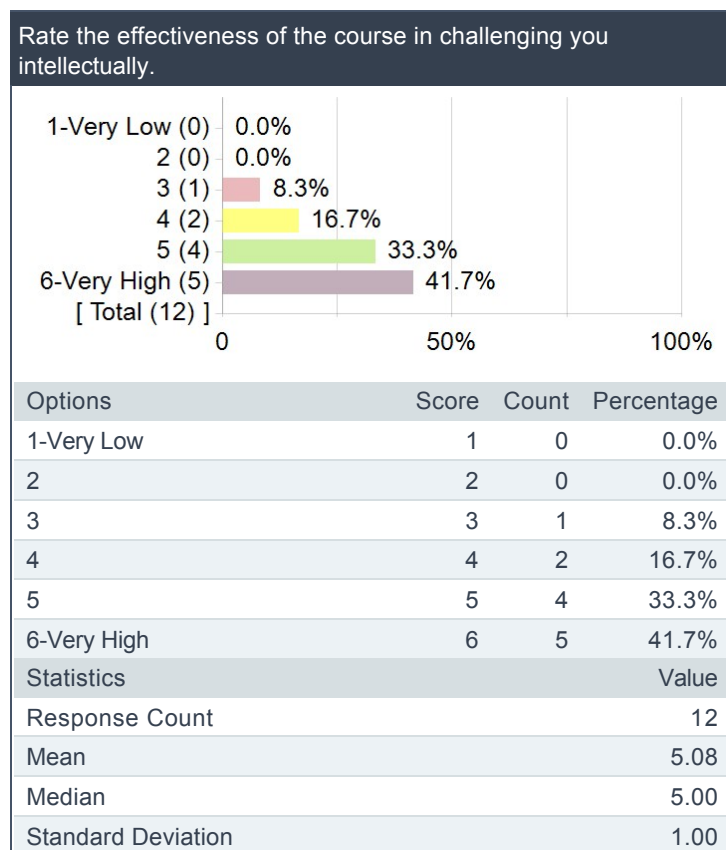 Rate the effectiveness of the course in challenging you
intellectually.
1-Very Low (0) 0.0%
2 (0) 0.0%
3 (1) 8.3%
4 (2) 16.7%
5 (4) 33.3%
6-Very High (5) 41.7%
[ Total (12) ]
0 50% 100%
Options Score Count Percentage
1-Very Low 1 0 0.0%
2 2 0 0.0%
3 3 1 8.3%
4 4 2 16.7%
5 5 4 33.3%
6-Very High 6 5 41.7%
Statistics Value
Response Count 12
Mean 5.08
Median 5.00
Standard Deviation 1.00